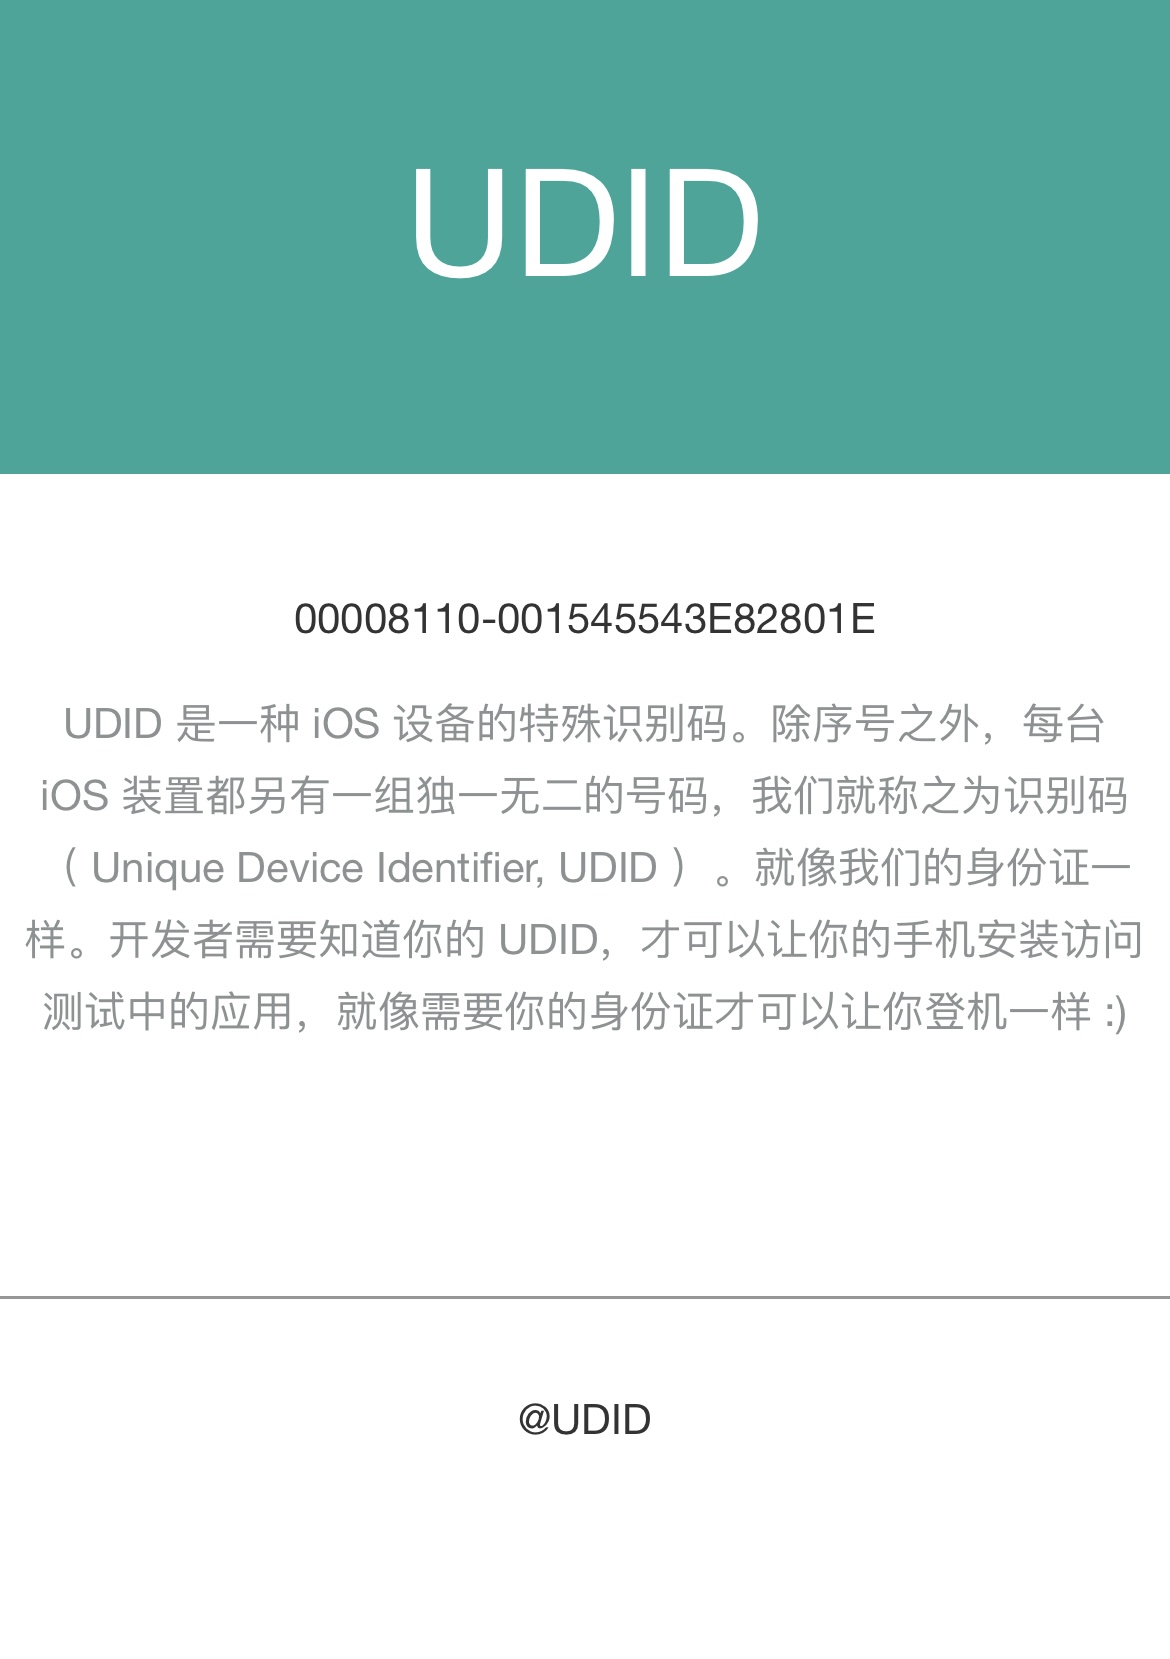 UDID
00008110-001545543E82801E
UDID 是一种 iOS 设备的特殊识别码。除序号之外，每台
iOS 装置都另有一组独一无二的号码，我们就称之为识别码
（ Unique Device Identifier, UDID ） 。就像我们的身份证一
样。开发者需要知道你的 UDID，才可以让你的手机安装访问
测试中的应用，就像需要你的身份证才可以让你登机一样 :)
@UDID